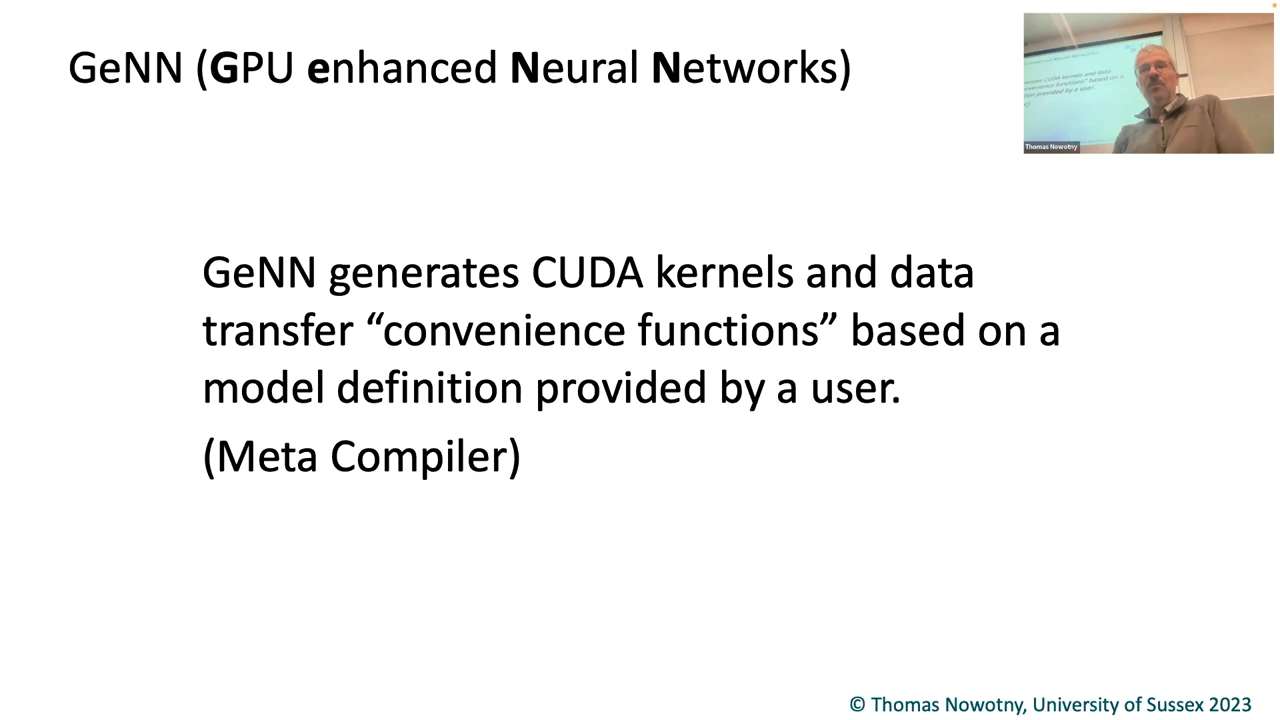 GeNN (GPU enhanced Neural Networks)
Thomas Nowotny
GeNN generates CUDA kernels and data
transfer “convenience functions” based on a
model definition provided by a user.
(Meta Compiler)
© Thomas Nowotny, University of Sussex 2023